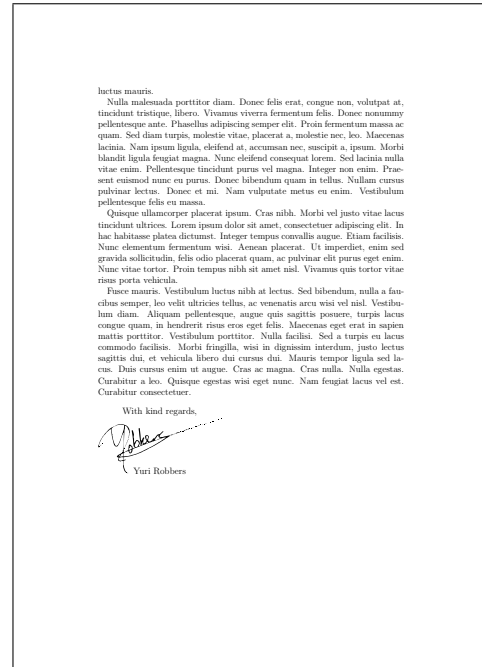 luctus mauris.
Nulla malesuada porttitor diam. Donec felis erat, congue non, volutpat at,
tincidunt tristique, libero. Vivamus viverra fermentum felis. Donec nonummy
pellentesque ante. Phasellus adipiscing semper elit. Proin fermentum massa ac
quam. Sed diam turpis, molestie vitae, placerat a, molestie nec, leo. Maecenas
lacinia. Nam ipsum ligula, eleifend at, accumsan nec, suscipit a, ipsum. Morbi
blandit ligula feugiat magna. Nunc eleifend consequat lorem. Sed lacinia nulla
vitae enim. Pellentesque tincidunt purus vel magna. Integer non enim. Prae-
sent euismod nunc eu purus. Donec bibendum quam in tellus. Nullam cursus
pulvinar lectus. Donec et mi. Nam vulputate metus eu enim. Vestibulum
pellentesque felis eu massa.
Quisque ullamcorper placerat ipsum. Cras nibh. Morbi vel justo vitae lacus
tincidunt ultrices. Lorem ipsum dolor sit amet, consectetuer adipiscing elit. In
hac habitasse platea dictumst. Integer tempus convallis augue. Etiam facilisis.
Nunc elementum fermentum wisi. Aenean placerat. Ut imperdiet, enim sed
gravida sollicitudin, felis odio placerat quam, ac pulvinar elit purus eget enim.
Nunc vitae tortor. Proin tempus nibh sit amet nisl. Vivamus quis tortor vitae
risus porta vehicula.
Fusce mauris. Vestibulum luctus nibh at lectus. Sed bibendum, nulla a fau-
cibus semper, leo velit ultricies tellus, ac venenatis arcu wisi vel nisl. Vestibu-
lum diam. Aliquam pellentesque, augue quis sagittis posuere, turpis lacus
congue quam, in hendrerit risus eros eget felis. Maecenas eget erat in sapien
mattis porttitor. Vestibulum porttitor. Nulla facilisi. Sed a turpis eu lacus
commodo facilisis. Morbi fringilla, wisi in dignissim interdum, justo lectus
sagittis dui, et vehicula libero dui cursus dui. Mauris tempor ligula sed la-
cus. Duis cursus enim ut augue. Cras ac magna. Cras nulla. Nulla egestas.
Curabitur a leo. Quisque egestas wisi eget nunc. Nam feugiat lacus vel est.
Curabitur consectetuer.
With kind regards,
YRobbers
Yuri Robbers